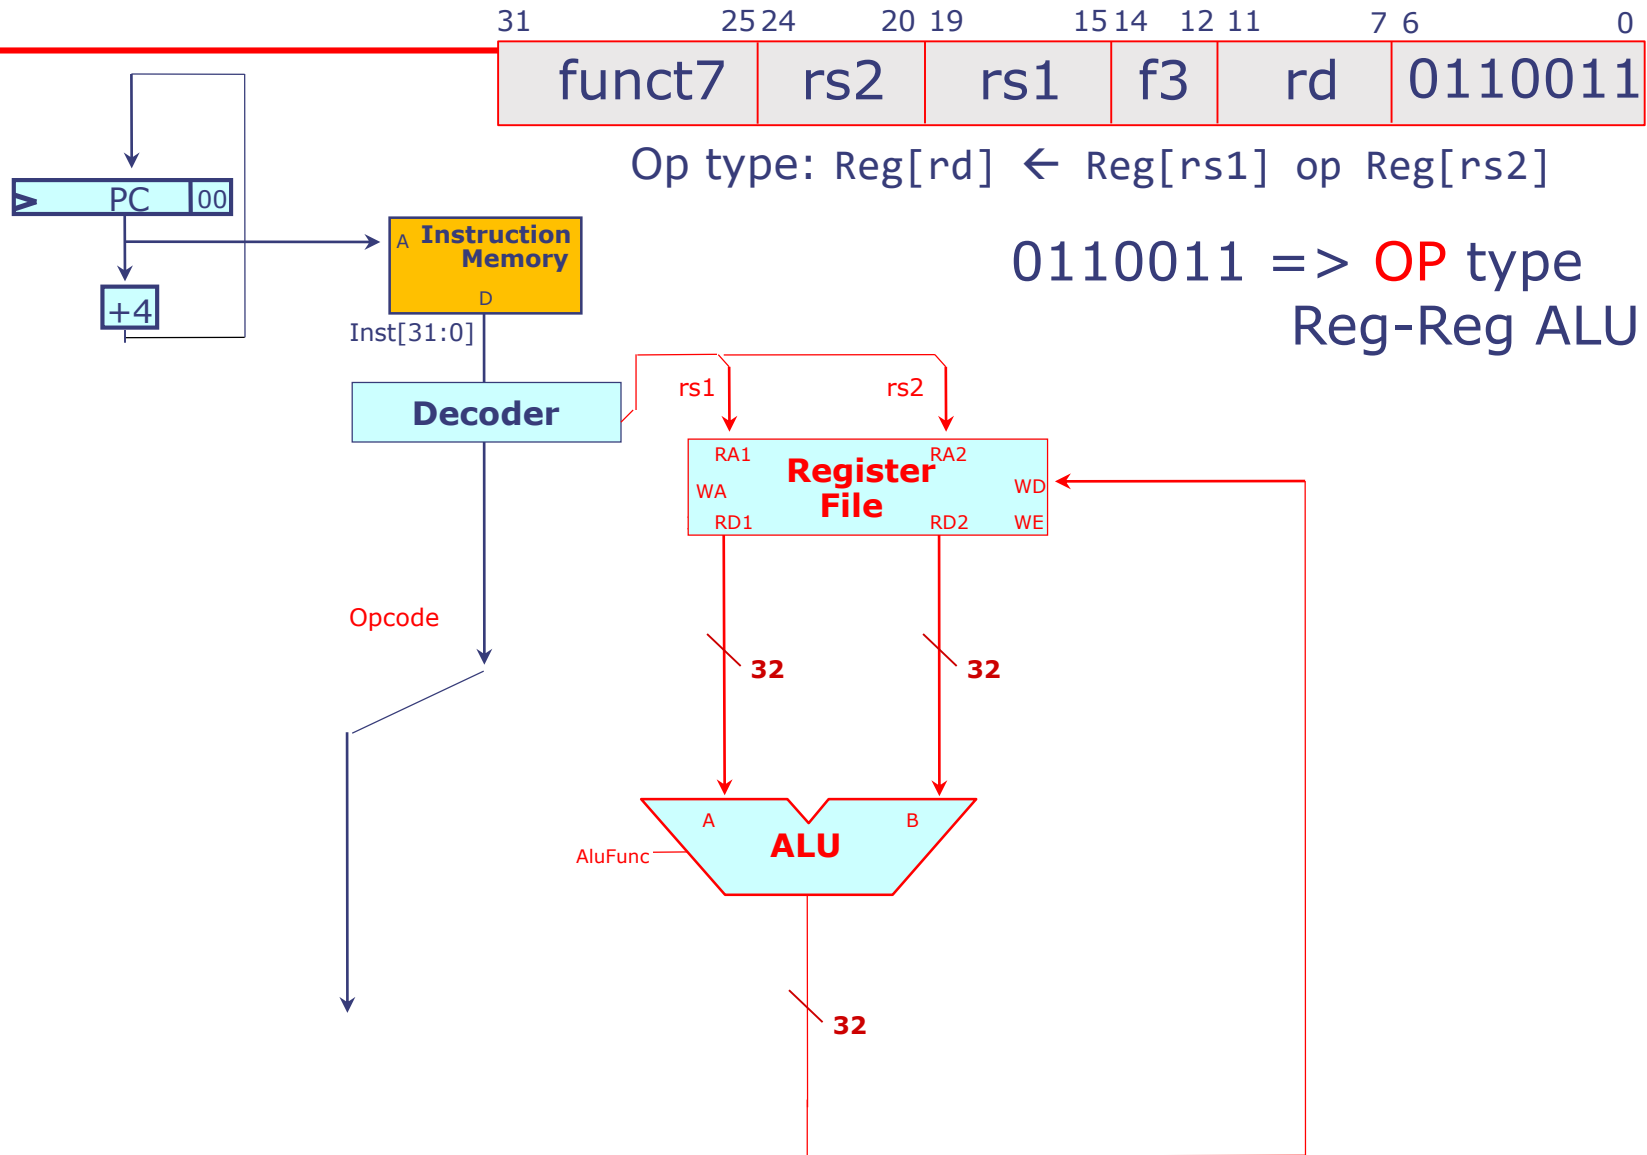 31 25 24 20 19 15 14 12 11 7 6 0
funct7 rs2 rs1 f3 rd 0110011
Op type: Reg[rd] ← Reg[rs1] op Reg[rs2]
PC 00
A Instruction
Memory
D
0110011 => OP type
Reg-Reg ALU
+4
Inst[31:0]
Decoder
rs1 rs2
RA1 RA2
Register
File
WA WD
RD1 RD2 WE
Opcode
32 32
A B
ALU
AluFunc
32